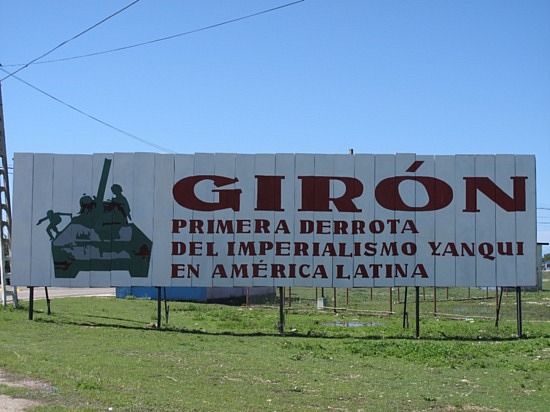 GIRÓN
PRIMERA DERROTA
DEL IMPERIALISMO YANQUI
EN AMÉRICA LATINA